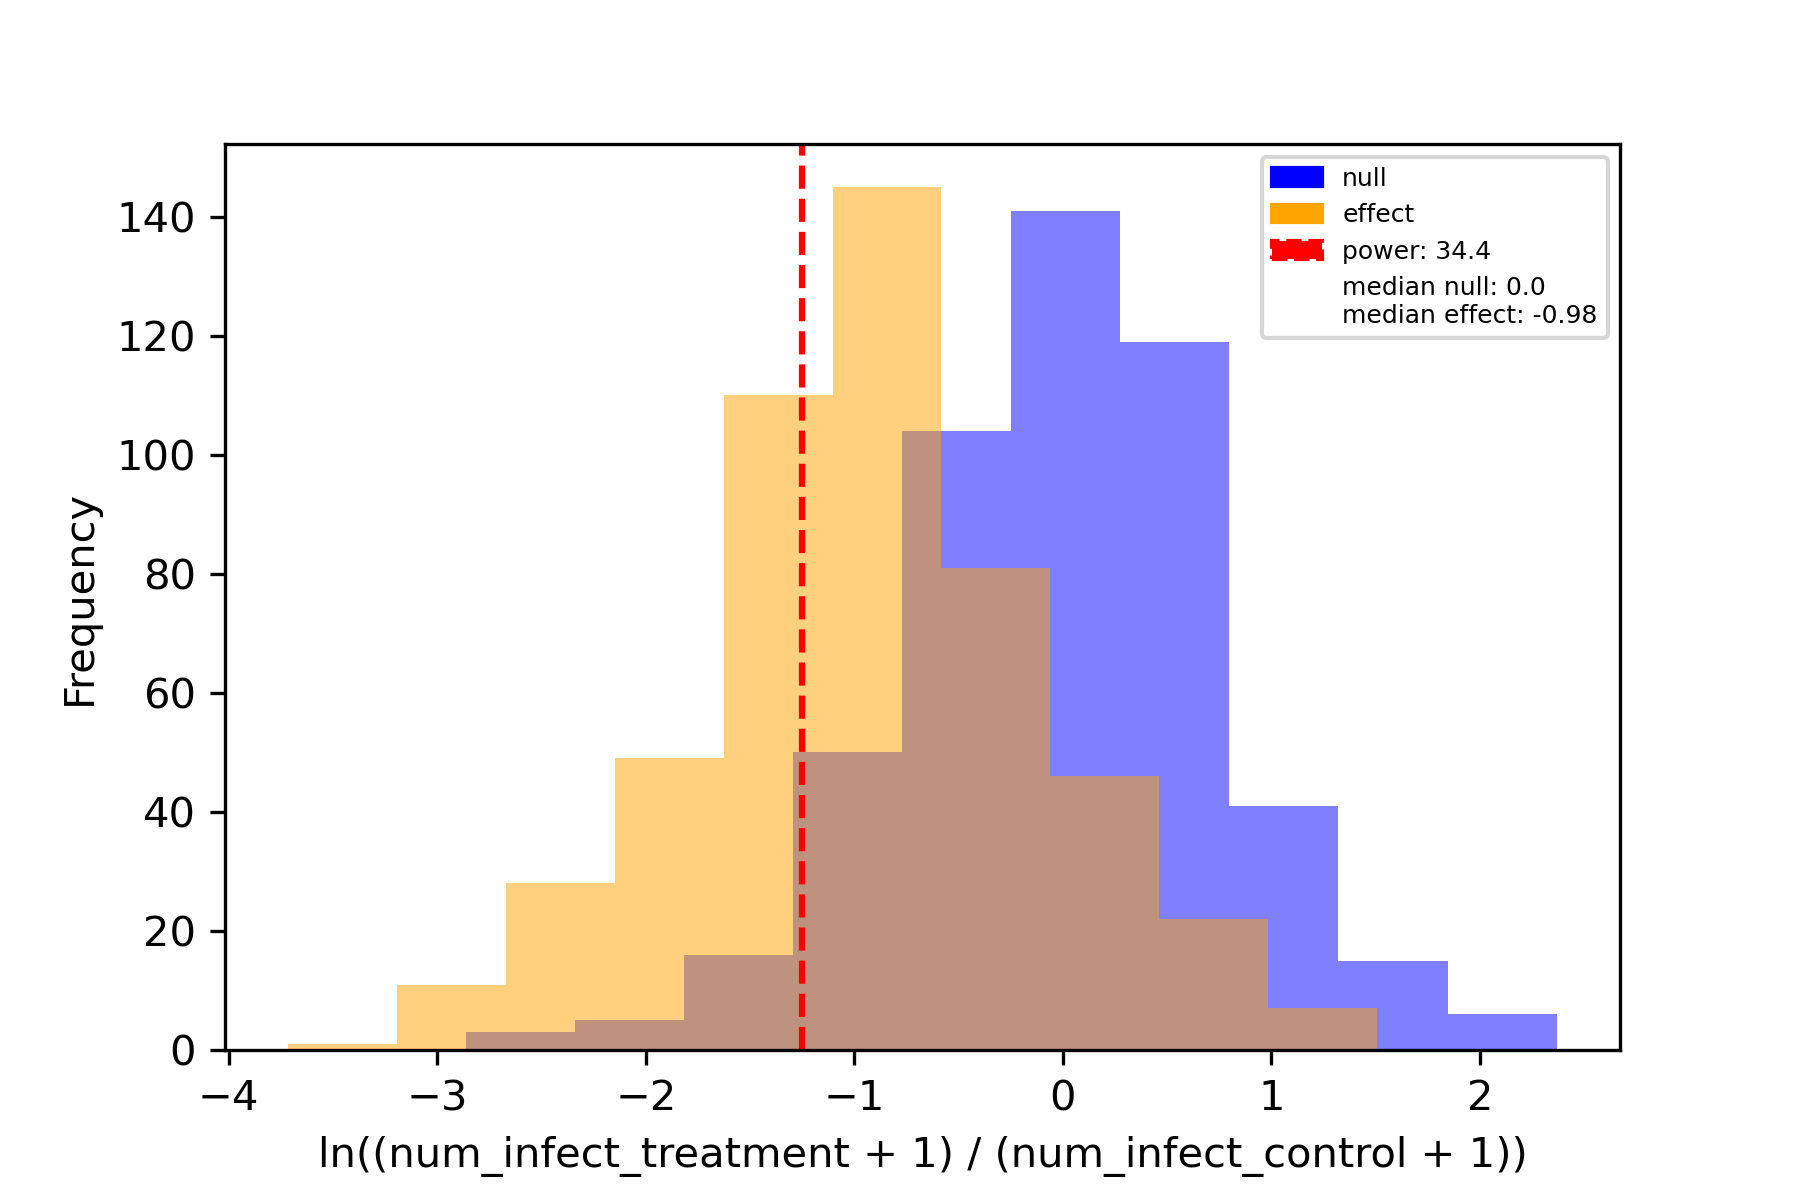 null
effect
power: 34.4
median null: 0.0
median effect: -0.98
140
120
100
80
60
40
20
0
Frequency
−4 −3 −2 −1 0 1 2
ln((num_infect_treatment + 1) / (num_infect_control + 1))